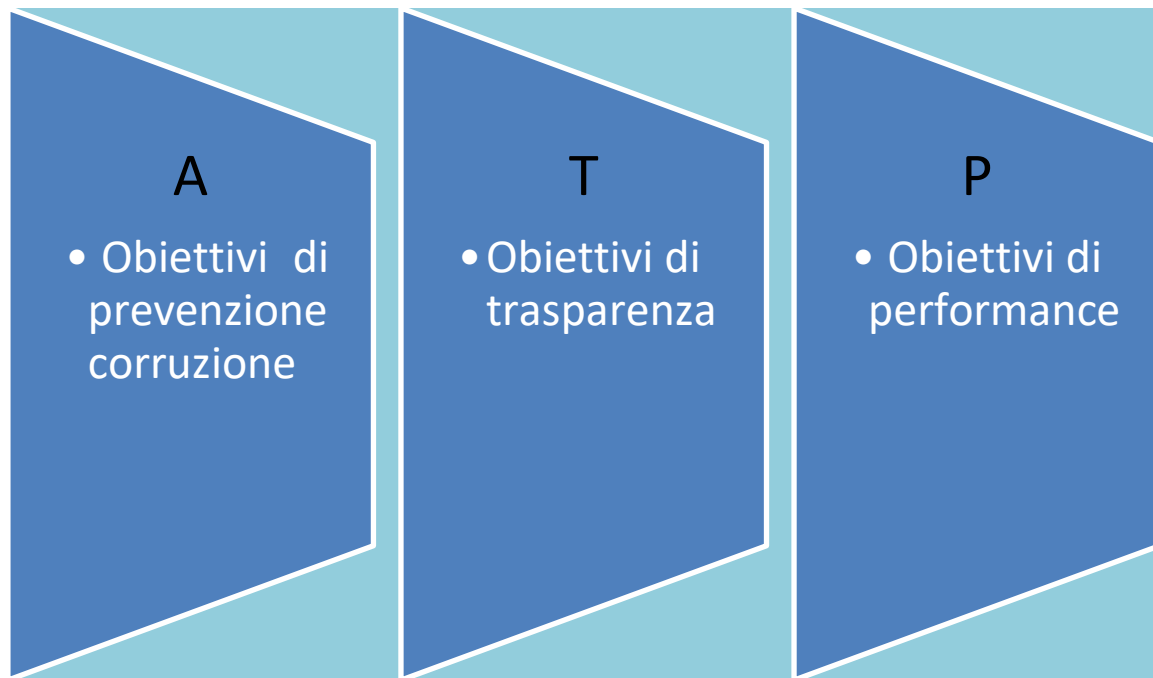 A
• Obiettivi di
prevenzione
corruzione
T
• Obiettivi di
trasparenza
P
• Obiettivi di
performance